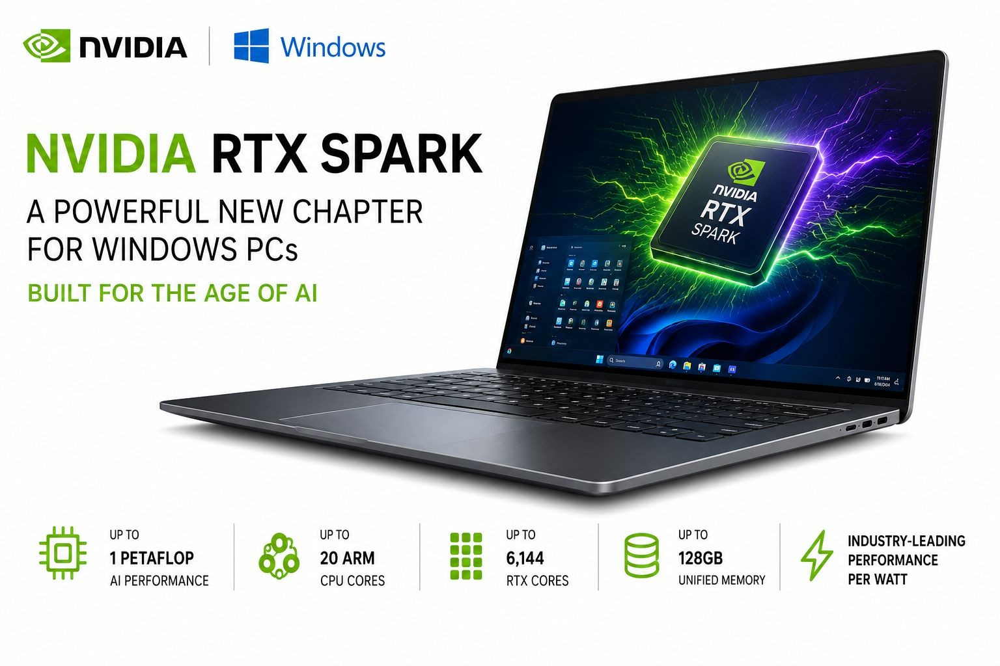 NVIDIA
Windows
NVIDIA RTX SPARK
A POWERFUL NEW CHAPTER
FOR WINDOWS PCs
BUILT FOR THE AGE OF AI
NVIDIA
RTX
SPARK
UP TO
1 PETAFLOP
AI PERFORMANCE
UP TO
20 ARM
CPU CORES
UP TO
6,144
RTX CORES
UP TO
128GB
UNIFIED MEMORY
INDUSTRY-LEADING
PERFORMANCE
PER WATT